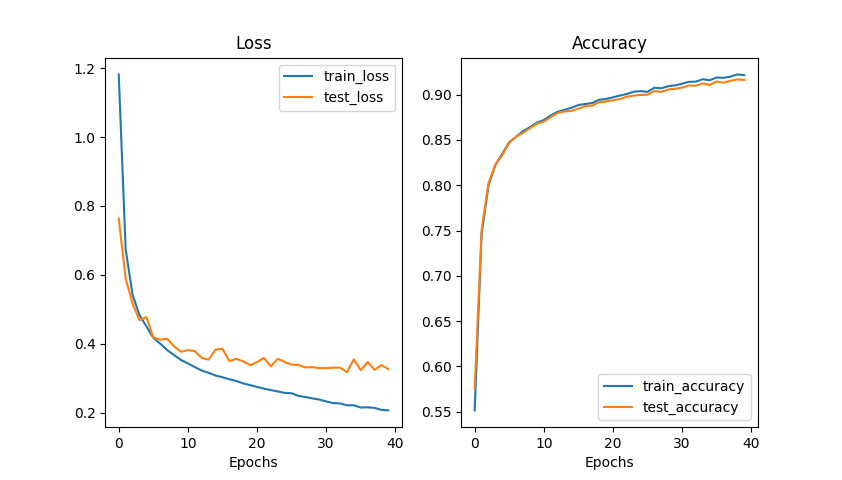 Loss
1.2
1.0
0.8
0.6
0.4
0.2
train_loss
test_loss
0 10 20 30 40
Epochs
Accuracy
0.90
0.85
0.80
0.75
0.70
0.65
0.60
0.55
train_accuracy
test_accuracy
0 10 20 30 40
Epochs